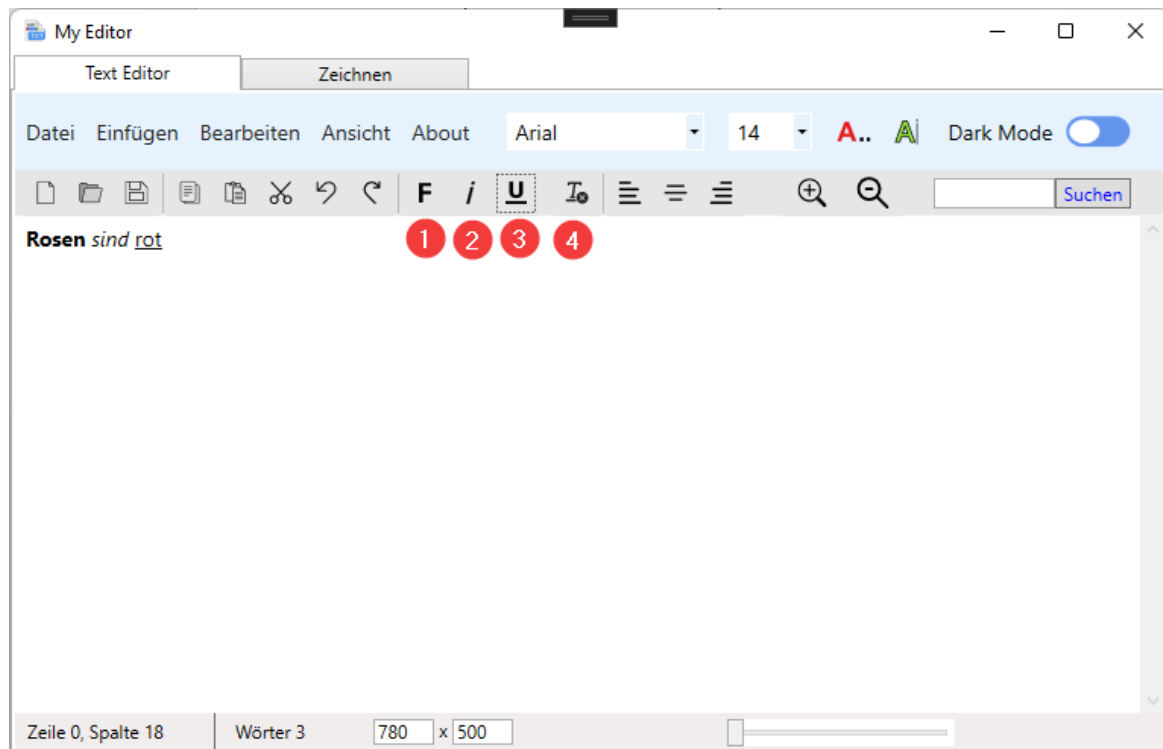 My Editor
Text Editor Zeichnen
Datei Einfügen Bearbeiten Ansicht About Arial 14 A.. A Dark Mode
F i U T Suchen
Rosen sind rot 1 2 3 4
Zeile 0, Spalte 18 Wörter 3 780 x 500